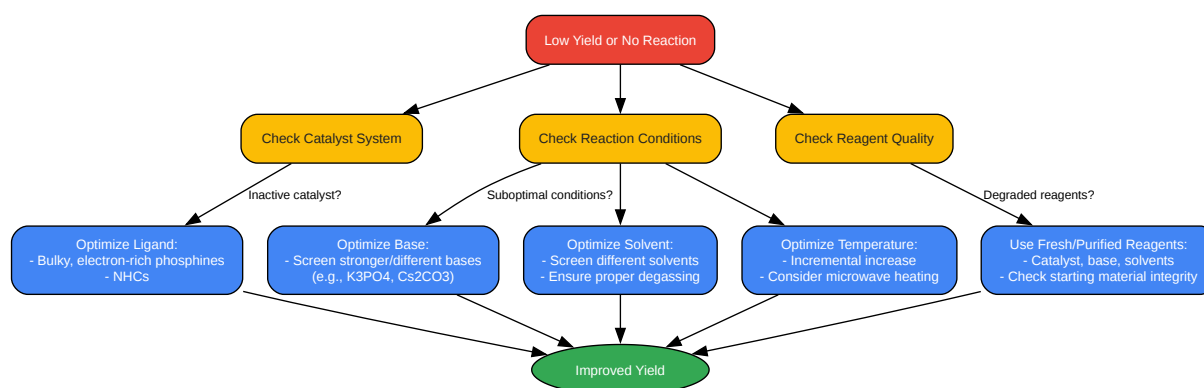 Low Yield or No Reaction
Check Catalyst System
Check Reaction Conditions
Check Reagent Quality
Inactive catalyst?
Suboptimal conditions?
Degraded reagents?
Optimize Ligand:
- Bulky, electron-rich phosphines
- NHCs
Optimize Base:
- Screen stronger/different bases
(e.g., K3PO4, Cs2CO3)
Optimize Solvent:
- Screen different solvents
- Ensure proper degassing
Optimize Temperature:
- Incremental increase
- Consider microwave heating
Use Fresh/Purified Reagents:
- Catalyst, base, solvents
- Check starting material integrity
Improved Yield